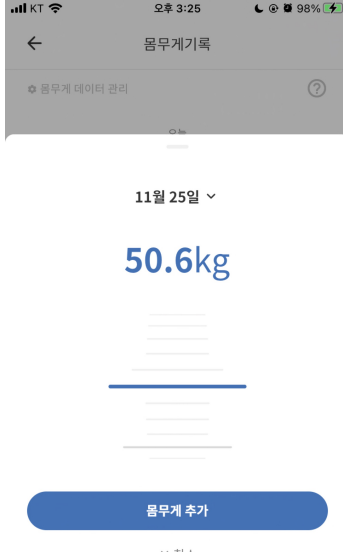 KT 오후 3:25 98%
몸무게기록
몸무게 데이터 관리 ?
11월 25일
50.6kg
몸무게 추가